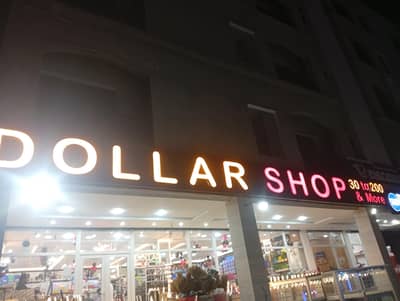 DOLLAR SHOP
30 to 200
& More